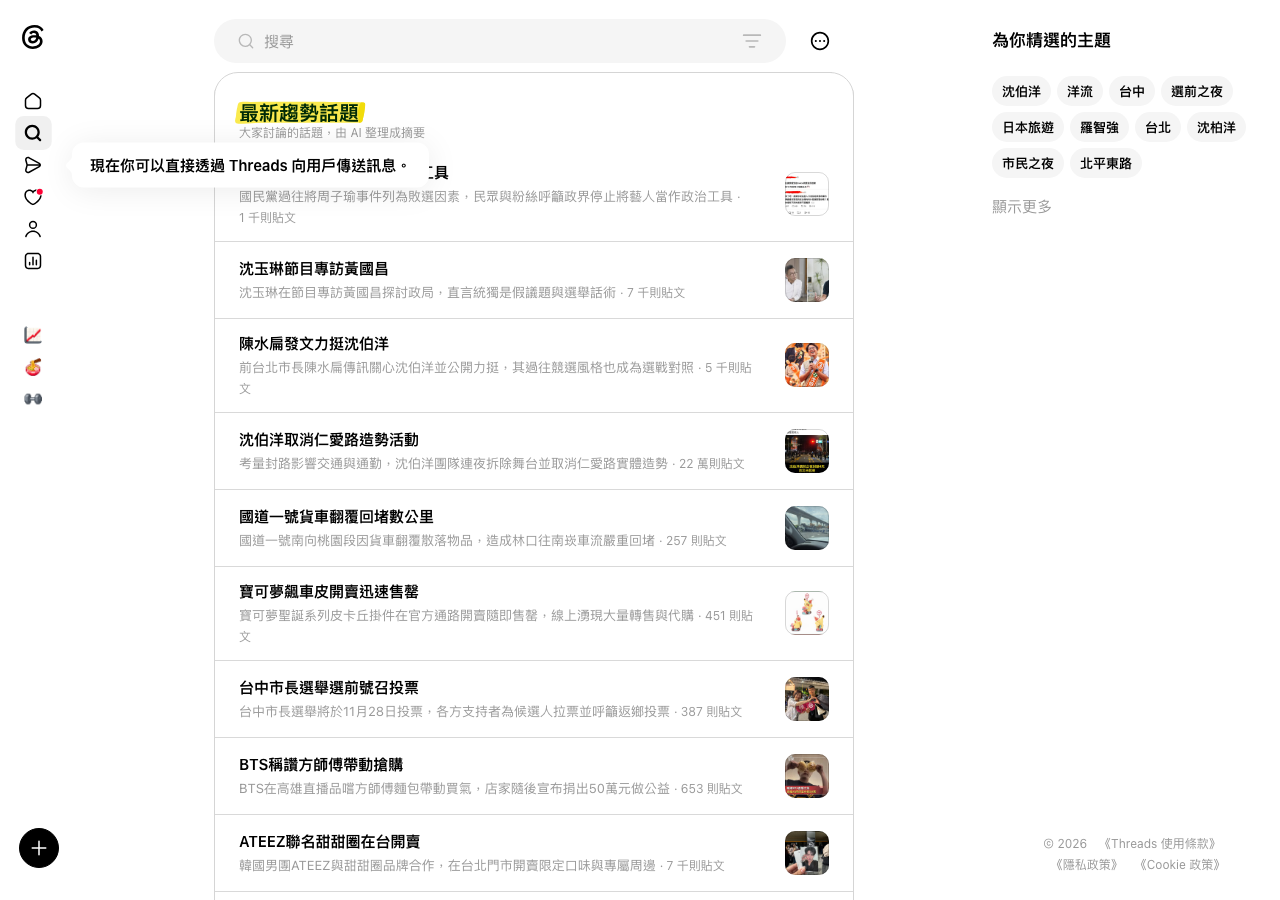 搜尋
最新趨勢話題
大家討論的話題，由 AI 整理成摘要
現在你可以直接透過 Threads 向用戶傳送訊息。
工具
國民黨過往將周子瑜事件列為敗選因素，民眾與粉絲呼籲政界停止將藝人當作政治工具 ·
1 千則貼文
沈玉琳節目專訪黃國昌
沈玉琳在節目專訪黃國昌探討政局，直言統獨是假議題與選舉話術 · 7 千則貼文
陳水扁發文力挺沈伯洋
前台北市長陳水扁傳訊關心沈伯洋並公開力挺，其過往競選風格也成為選戰對照 · 5 千則貼
文
沈伯洋取消仁愛路造勢活動
考量封路影響交通與通勤，沈伯洋團隊連夜拆除舞台並取消仁愛路實體造勢 · 22 萬則貼文
國道一號貨車翻覆回堵數公里
國道一號南向桃園段因貨車翻覆散落物品，造成林口往南崁車流嚴重回堵 · 257 則貼文
寶可夢飆車皮開賣迅速售罄
寶可夢聖誕系列皮卡丘掛件在官方通路開賣隨即售罄，線上湧現大量轉售與代購 · 451 則貼
文
台中市長選舉選前號召投票
台中市長選舉將於11月28日投票，各方支持者為候選人拉票並呼籲返鄉投票 · 387 則貼文
BTS稱讚方師傅帶動搶購
BTS在高雄直播品嚐方師傅麵包帶動買氣，店家隨後宣布捐出50萬元做公益 · 653 則貼文
ATEEZ聯名甜甜圈在台開賣
韓國男團ATEEZ與甜甜圈品牌合作，在台北門市開賣限定口味與專屬周邊 · 7 千則貼文
為你精選的主題
沈伯洋 洋流 台中 選前之夜
日本旅遊 羅智強 台北 沈柏洋
市民之夜 北平東路
顯示更多
© 2026 《Threads 使用條款》
《隱私政策》 《Cookie 政策》